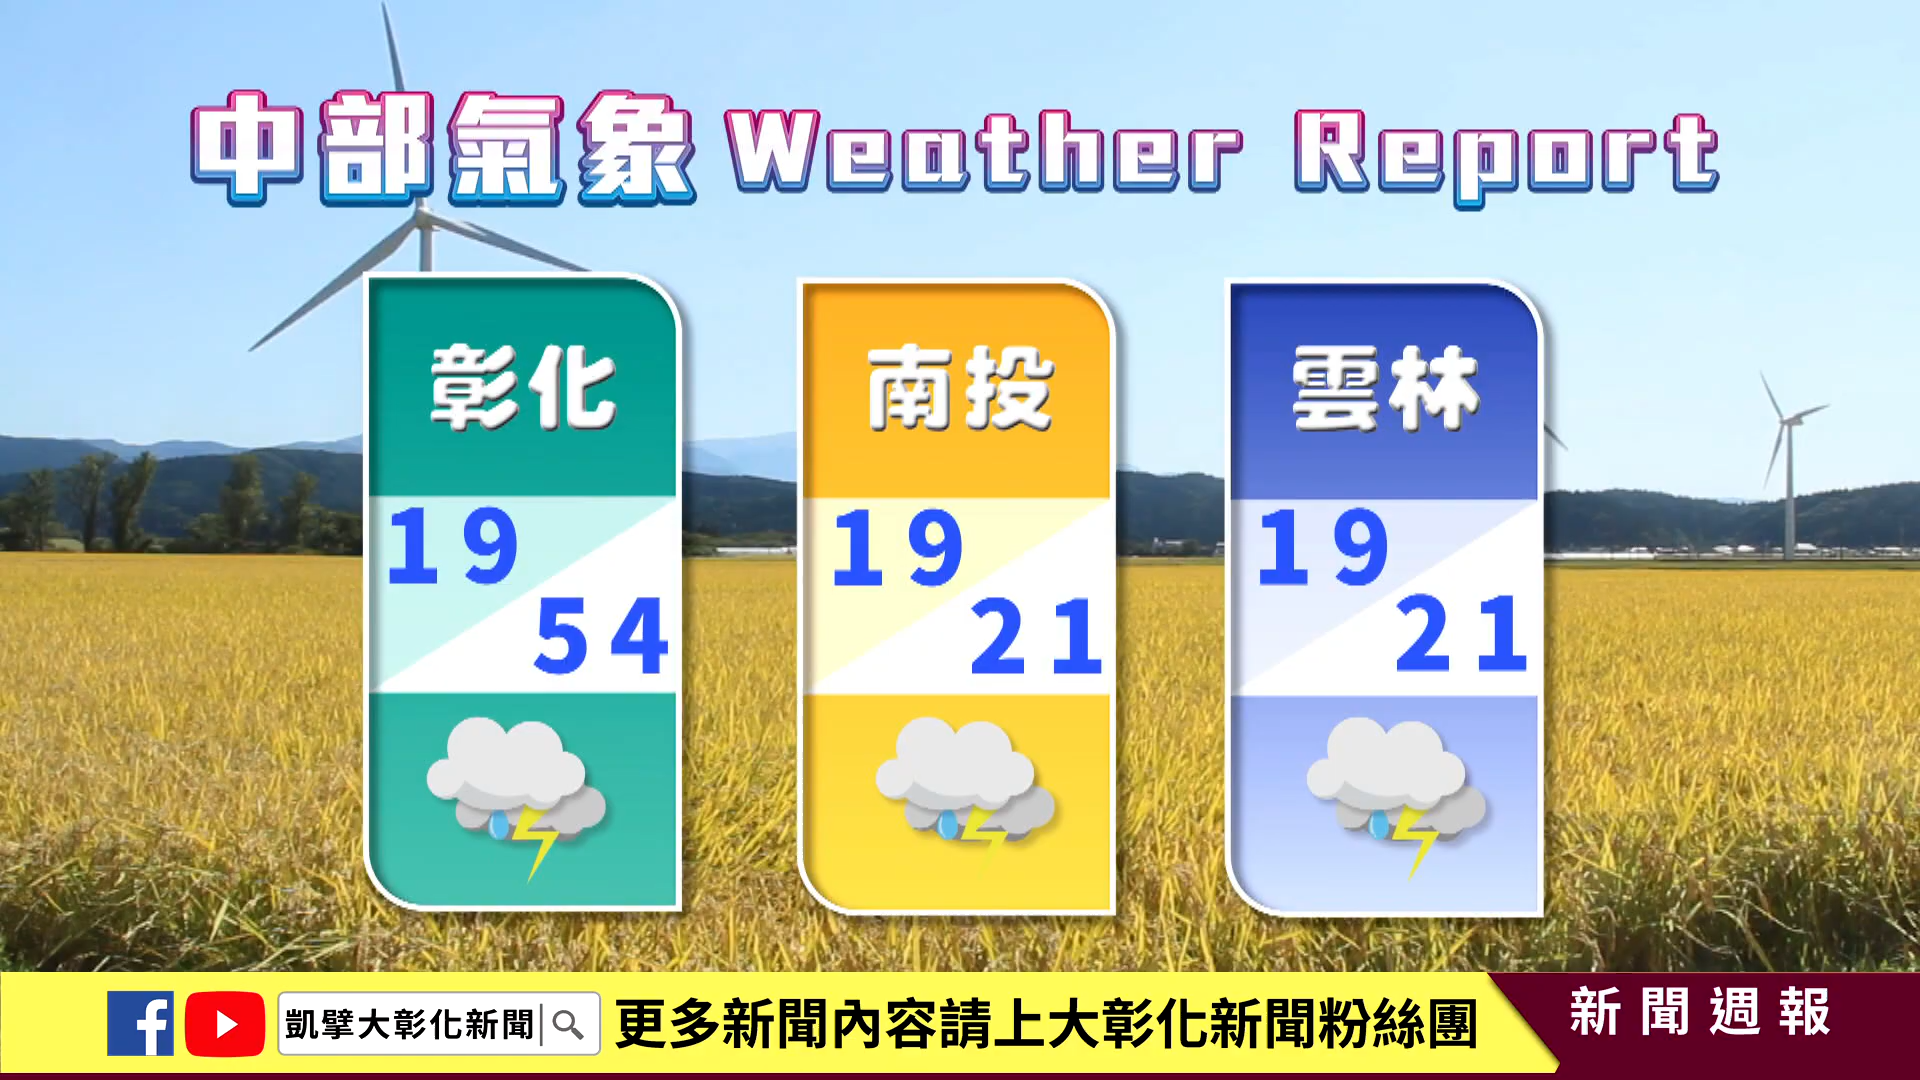 中部氣象 Weather Report
彰化
19
54
南投
19
21
雲林
19
21
凱擘大彰化新聞
更多新聞內容請上大彰化新聞粉絲團
新聞週報